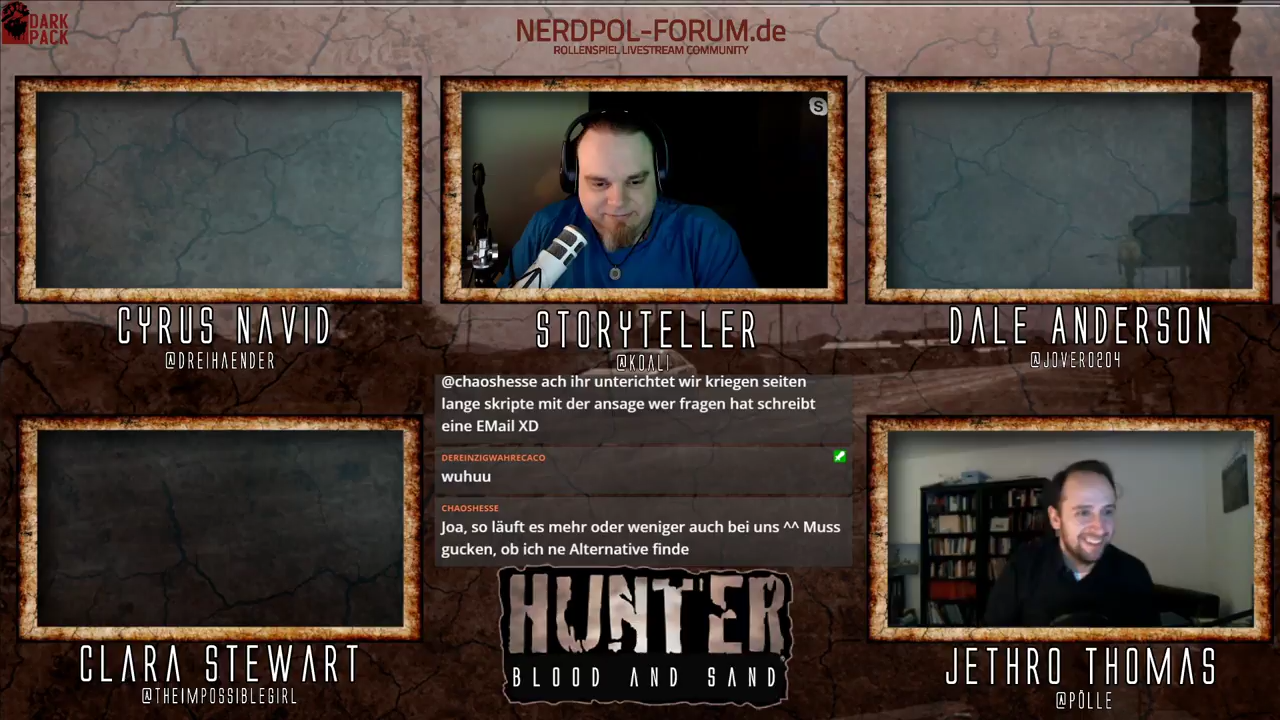 DARK
PACK
NERDPOL-FORUM.de
ROLLENSPIEL LIVESTREAM COMMUNITY
S
CYRUS NAVID
@DREIHAENDER
STORYTELLER
@KOALI
DALE ANDERSON
@JOVER0204
@chaoshesse ach ihr unterichtet wir kriegen seiten
lange skripte mit der ansage wer fragen hat schreibt
eine EMail XD
DEREINZIGWAHRECACO
wuhuu
CHAOSHESSE
Joa, so läuft es mehr oder weniger auch bei uns ^^ Muss
gucken, ob ich ne Alternative finde
HUNTER
BLOOD AND SAND
CLARA STEWART
@THEIMPOSSIBLEGIRL
JETHRO THOMAS
@PÖLLE